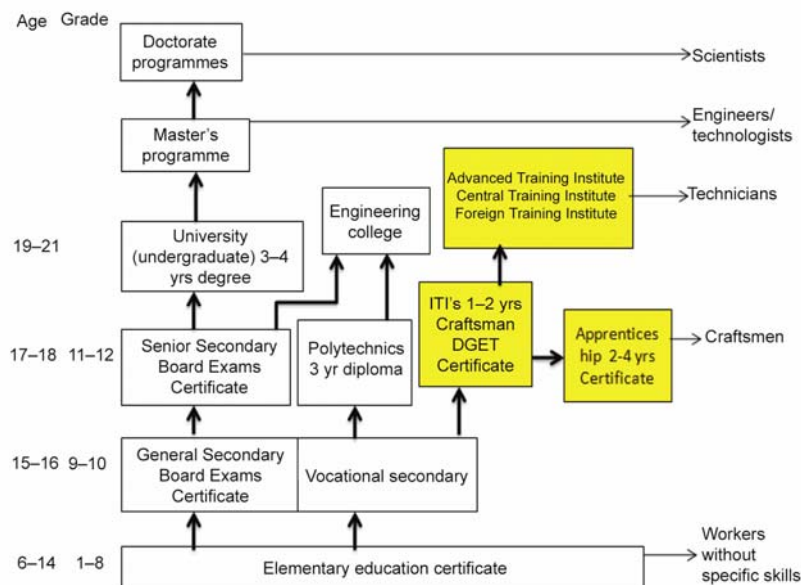 Age Grade
Doctorate
programmes
Scientists
Master's
programme
Engineers/
technologists
Advanced Training Institute
Central Training Institute
Foreign Training Institute
Technicians
19–21
University
(undergraduate) 3–4
yrs degree
Engineering
college
17–18 11–12
Senior Secondary
Board Exams
Certificate
Polytechnics
3 yr diploma
ITI's 1–2 yrs
Craftsman
DGET
Certificate
Apprentices
hip 2-4 yrs
Certificate
Craftsmen
15–16 9–10
General Secondary
Board Exams
Certificate
Vocational secondary
6–14 1–8
Elementary education certificate
Workers
without
specific skills